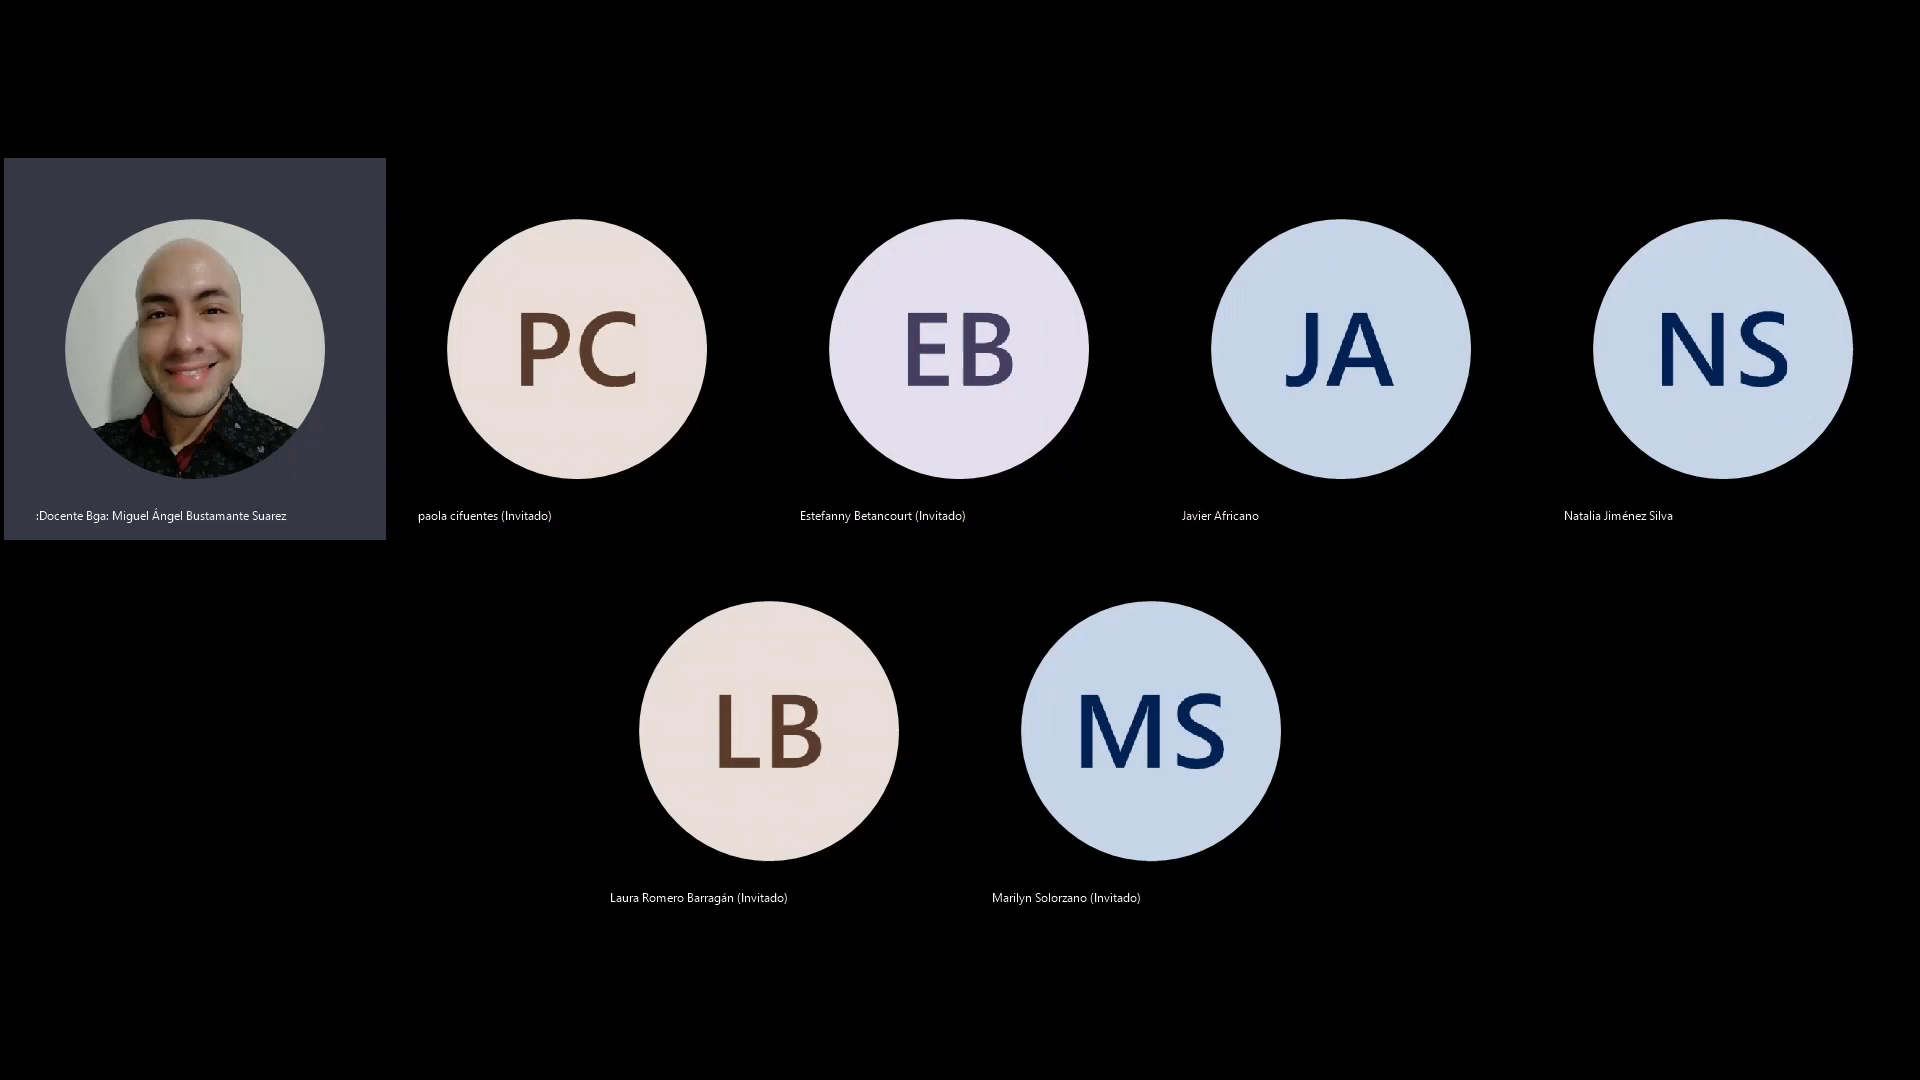 PC
EB
JA
NS
:Docente Bga: Miguel Ángel Bustamante Suarez
paola cifuentes (Invitado)
Estefanny Betancourt (Invitado)
Javier Africano
Natalia Jiménez Silva
LB
MS
Laura Romero Barragán (Invitado)
Marilyn Solorzano (Invitado)